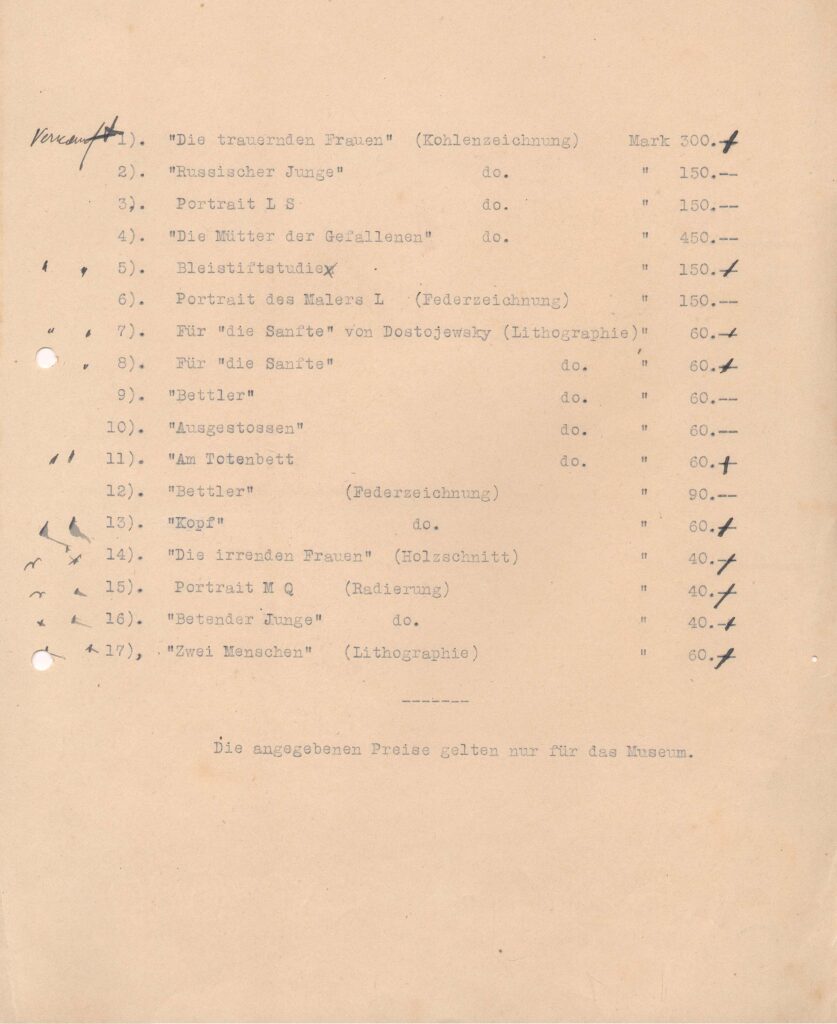 Verkauft 1). "Die trauernden Frauen" (Kohlenzeichnung) Mark 300.--
2). "Russischer Junge" do. " 150.--
3). Portrait L S do. " 150.--
4). "Die Mütter der Gefallenen" do. " 450.--
" " 5). Bleistiftstudie " 150.--
6). Portrait des Malers L (Federzeichnung) " 150.--
" " 7). Für "die Sanfte" von Dostojewsky (Lithographie) " 60.--
" 8). Für "die Sanfte" do. " 60.--
9). "Bettler" do. " 60.--
10). "Ausgestossen" do. " 60.--
" " 11). "Am Totenbett do. " 60.--
12). "Bettler" (Federzeichnung) " 90.--
" " 13). "Kopf" do. " 60.--
" " 14). "Die irrenden Frauen" (Holzschnitt) " 40.--
" " 15). Portrait M Q (Radierung) " 40.--
" " 16). "Betender Junge" do. " 40.--
" " 17), "Zwei Menschen" (Lithographie) " 60.--
-------
Die angegebenen Preise gelten nur für das Museum.